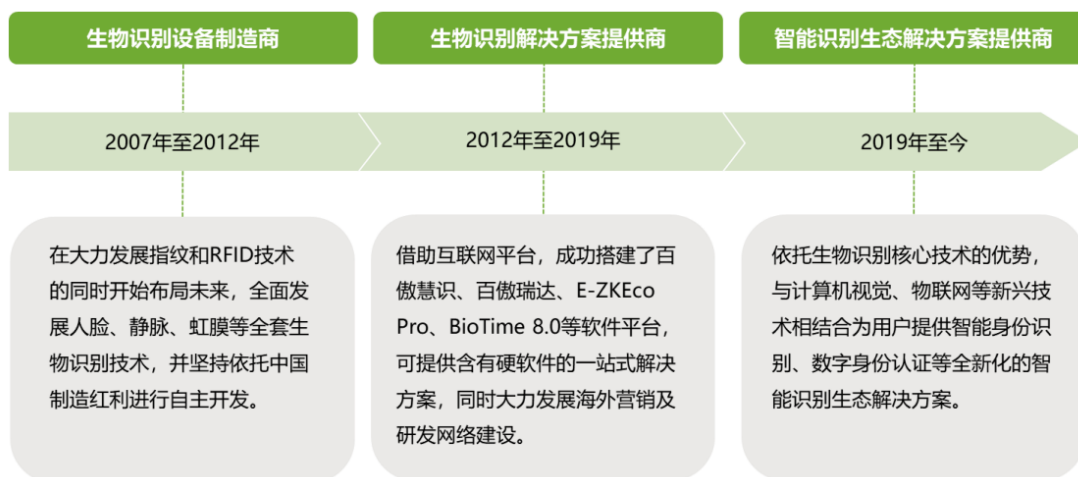 生物识别设备制造商
生物识别解决方案提供商
智能识别生态解决方案提供商
2007年至2012年
2012年至2019年
2019年至今
在大力发展指纹和RFID技术
的同时开始布局未来，全面发
展人脸、静脉、虹膜等全套生
物识别技术，并坚持依托中国
制造红利进行自主开发。
借助互联网平台，成功搭建了百
傲慧识、百傲瑞达、E-ZKEco
Pro、BioTime 8.0等软件平台，
可提供含有硬软件的一站式解决
方案，同时大力发展海外营销及
研发网络建设。
依托生物识别核心技术的优势，
与计算机视觉、物联网等新兴技
术相结合为用户提供智能身份识
别、数字身份认证等全新化的智
能识别生态解决方案。